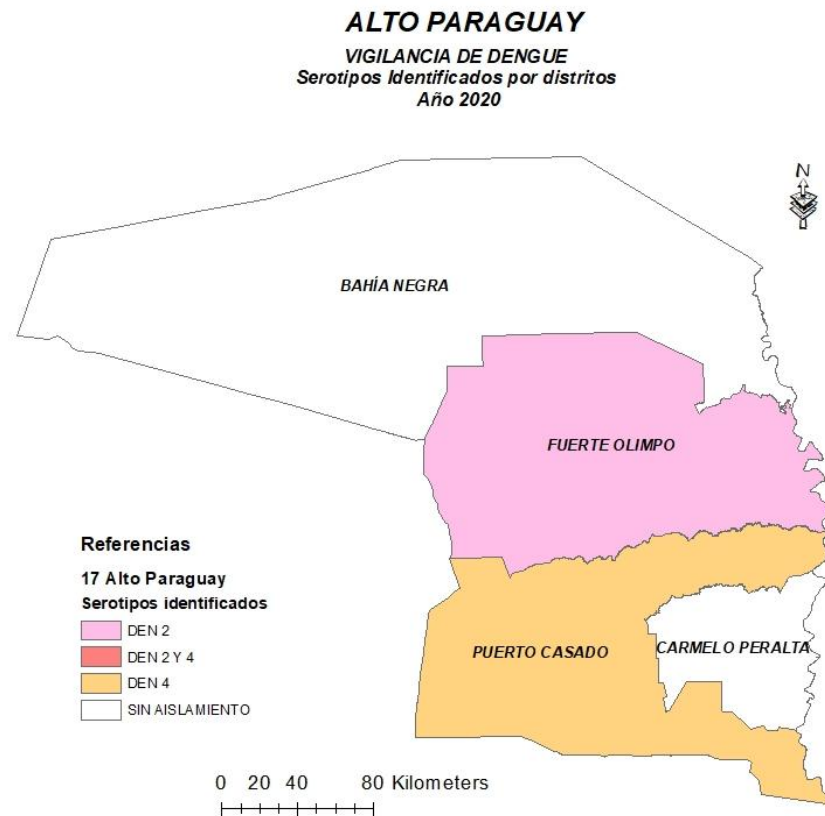 ALTO PARAGUAY
VIGILANCIA DE DENGUE
Serotipos Identificados por distritos
Año 2020
N
BAHÍA NEGRA
FUERTE OLIMPO
PUERTO CASADO
CARMELO PERALTA
Referencias
17 Alto Paraguay
Serotipos identificados
DEN 2
DEN 2 Y 4
DEN 4
SIN AISLAMIENTO
0 20 40 80 Kilometers